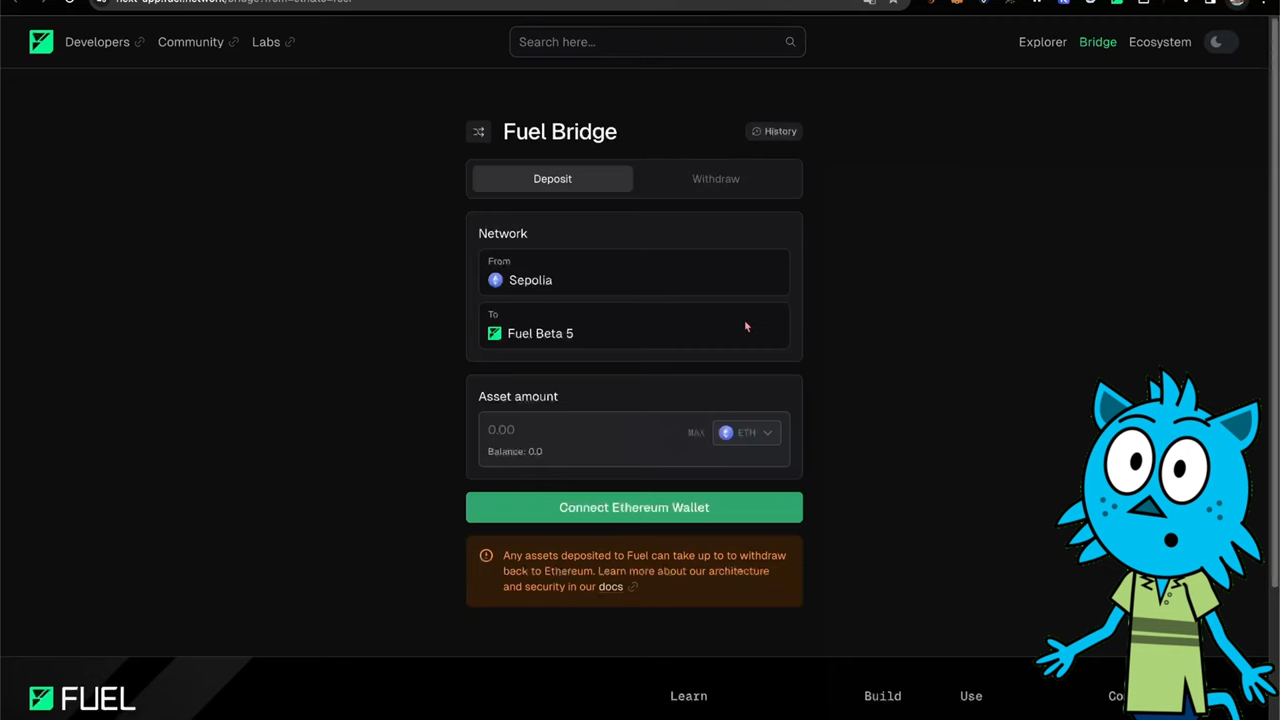 Developers
Community
Labs
Search here...
Explorer
Bridge
Ecosystem
Fuel Bridge
History
Deposit
Withdraw
Network
From
Sepolia
To
Fuel Beta 5
Asset amount
0.00
MAX
ETH
Balance: 0.0
Connect Ethereum Wallet
Any assets deposited to Fuel can take up to to withdraw
back to Ethereum. Learn more about our architecture
and security in our docs
FUEL
Learn
Build
Use